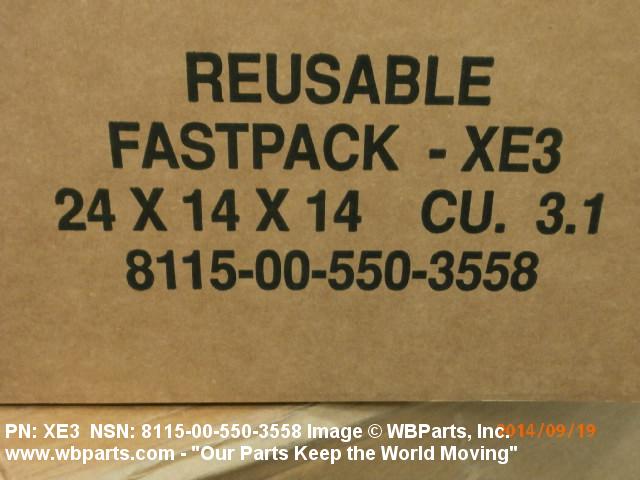 REUSABLE
FASTPACK - XE3
24 X 14 X 14 CU. 3.1
8115-00-550-3558
PN: XE3 NSN: 8115-00-550-3558 Image © WBParts, Inc. 2014/09/19
www.wbparts.com - "Our Parts Keep the World Moving"